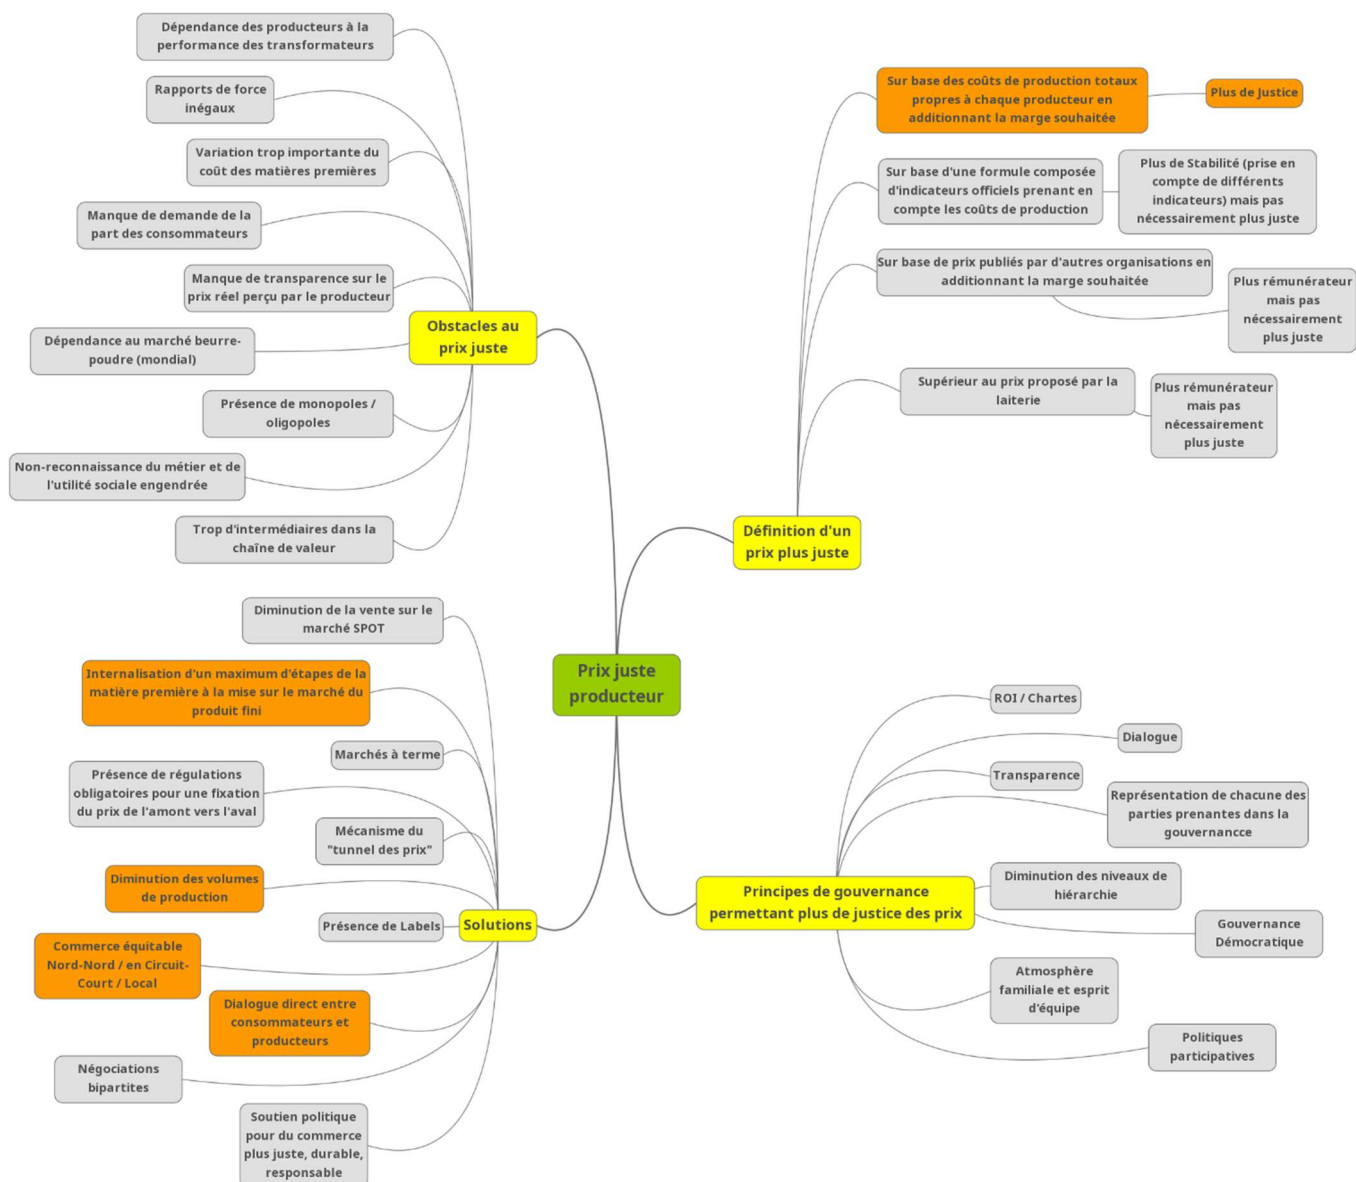 Dépendance des producteurs à la
performance des transformateurs
Rapports de force
inégaux
Variation trop importante du
coût des matières premières
Manque de demande de la
part des consommateurs
Manque de transparence sur le
prix réel perçu par le producteur
Dépendance au marché beurre-
poudre (mondial)
Présence de monopoles /
oligopoles
Non-reconnaissance du métier et de
l'utilité sociale engendrée
Trop d'intermédiaires dans la
chaîne de valeur
Obstacles au
prix juste
Sur base des coûts de production totaux
propres à chaque producteur en
additionnant la marge souhaitée
Plus de Justice
Sur base d'une formule composée
d'indicateurs officiels prenant en
compte les coûts de production
Plus de Stabilité (prise en
compte de différents
indicateurs) mais pas
nécessairement plus juste
Sur base de prix publiés par d'autres organisations en
additionnant la marge souhaitée
Plus rémunérateur
mais pas
nécessairement
plus juste
Supérieur au prix proposé par la
laiterie
Plus rémunérateur
mais pas
nécessairement
plus juste
Définition d'un
prix plus juste
Prix juste
producteur
Diminution de la vente sur le
marché SPOT
Internalisation d'un maximum d'étapes de la
matière première à la mise sur le marché du
produit fini
Marchés à terme
Présence de régulations
obligatoires pour une fixation
du prix de l'amont vers l'aval
Mécanisme du
"tunnel des prix"
Diminution des volumes
de production
Présence de Labels
Commerce équitable
Nord-Nord / en Circuit-
Court / Local
Dialogue direct entre
consommateurs et
producteurs
Négociations
bipartites
Soutien politique
pour du commerce
plus juste, durable,
responsable
Solutions
ROI / Chartes
Dialogue
Transparence
Représentation de chacune des
parties prenantes dans la
gouvernancce
Diminution des niveaux de
hiérarchie
Gouvernance
Démocratique
Atmosphère
familiale et esprit
d'équipe
Politiques
participatives
Principes de gouvernance
permettant plus de justice des prix